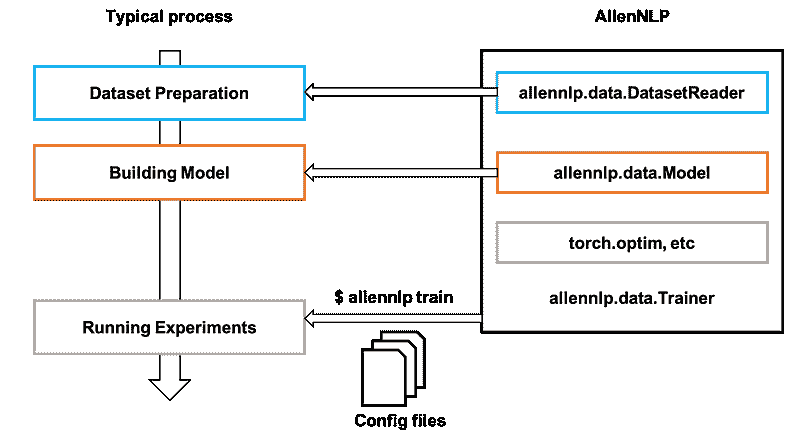 Typical process
AllenNLP
Dataset Preparation
allennlp.data.DatasetReader
Building Model
allennlp.data.Model
torch.optim, etc
$ allennlp train
allennlp.data.Trainer
Running Experiments
Config files